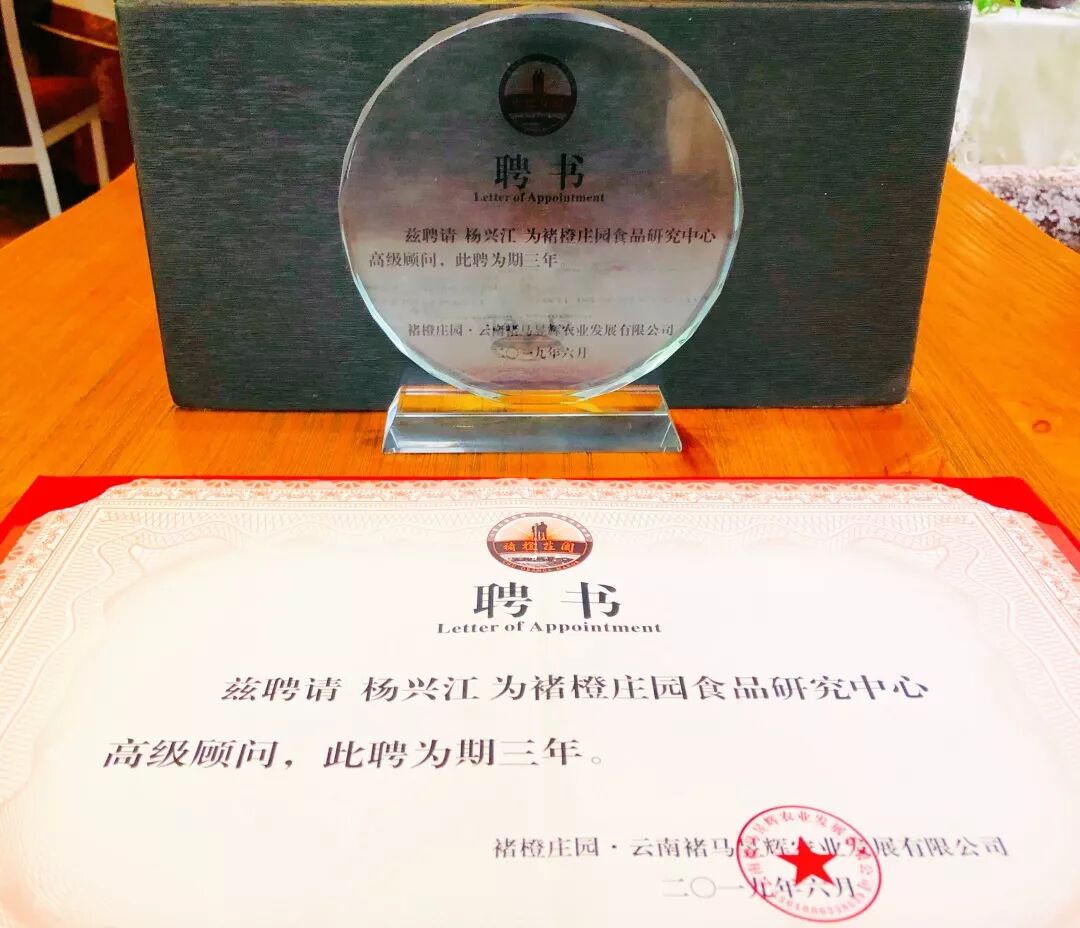 聘书
Letter of Appointment
兹聘请 杨兴江 为褚橙庄园食品研究中心
高级顾问，此聘为期三年。
褚橙庄园·云南褚马昱辉农业发展有限公司
二〇一九年六月
褚橙庄园
聘书
Letter of Appointment
兹聘请 杨兴江 为褚橙庄园食品研究中心
高级顾问，此聘为期三年。
褚橙庄园·云南褚马昱辉农业发展有限公司
二〇一九年六月